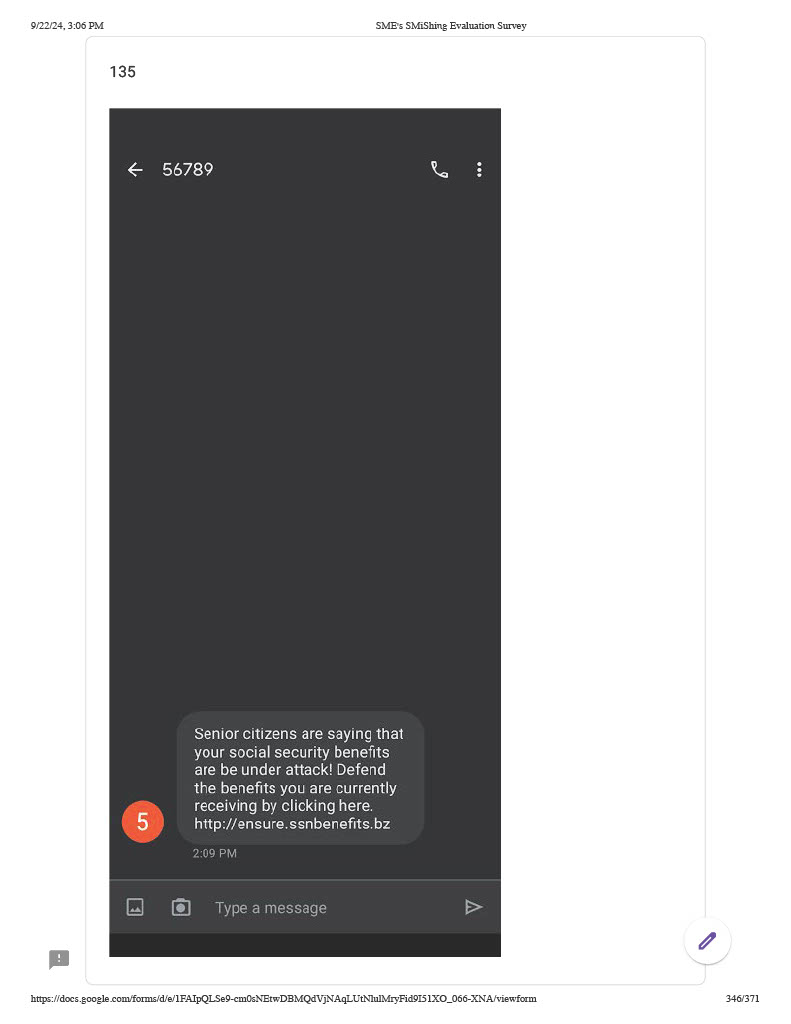 9/22/24, 3:06 PM
SME's SMiShing Evaluation Survey
135
56789
Senior citizens are saying that
your social security benefits
are be under attack! Defend
the benefits you are currently
receiving by clicking here.
http://ensure.ssnbenefits.bz
5
2:09 PM
Type a message
https://docs.google.com/forms/d/e/1FAIpQLSe9-cm0sNEtwDBMQdVjNAqLUtNlulMryFid9I51XO_066-XNA/viewform
346/371